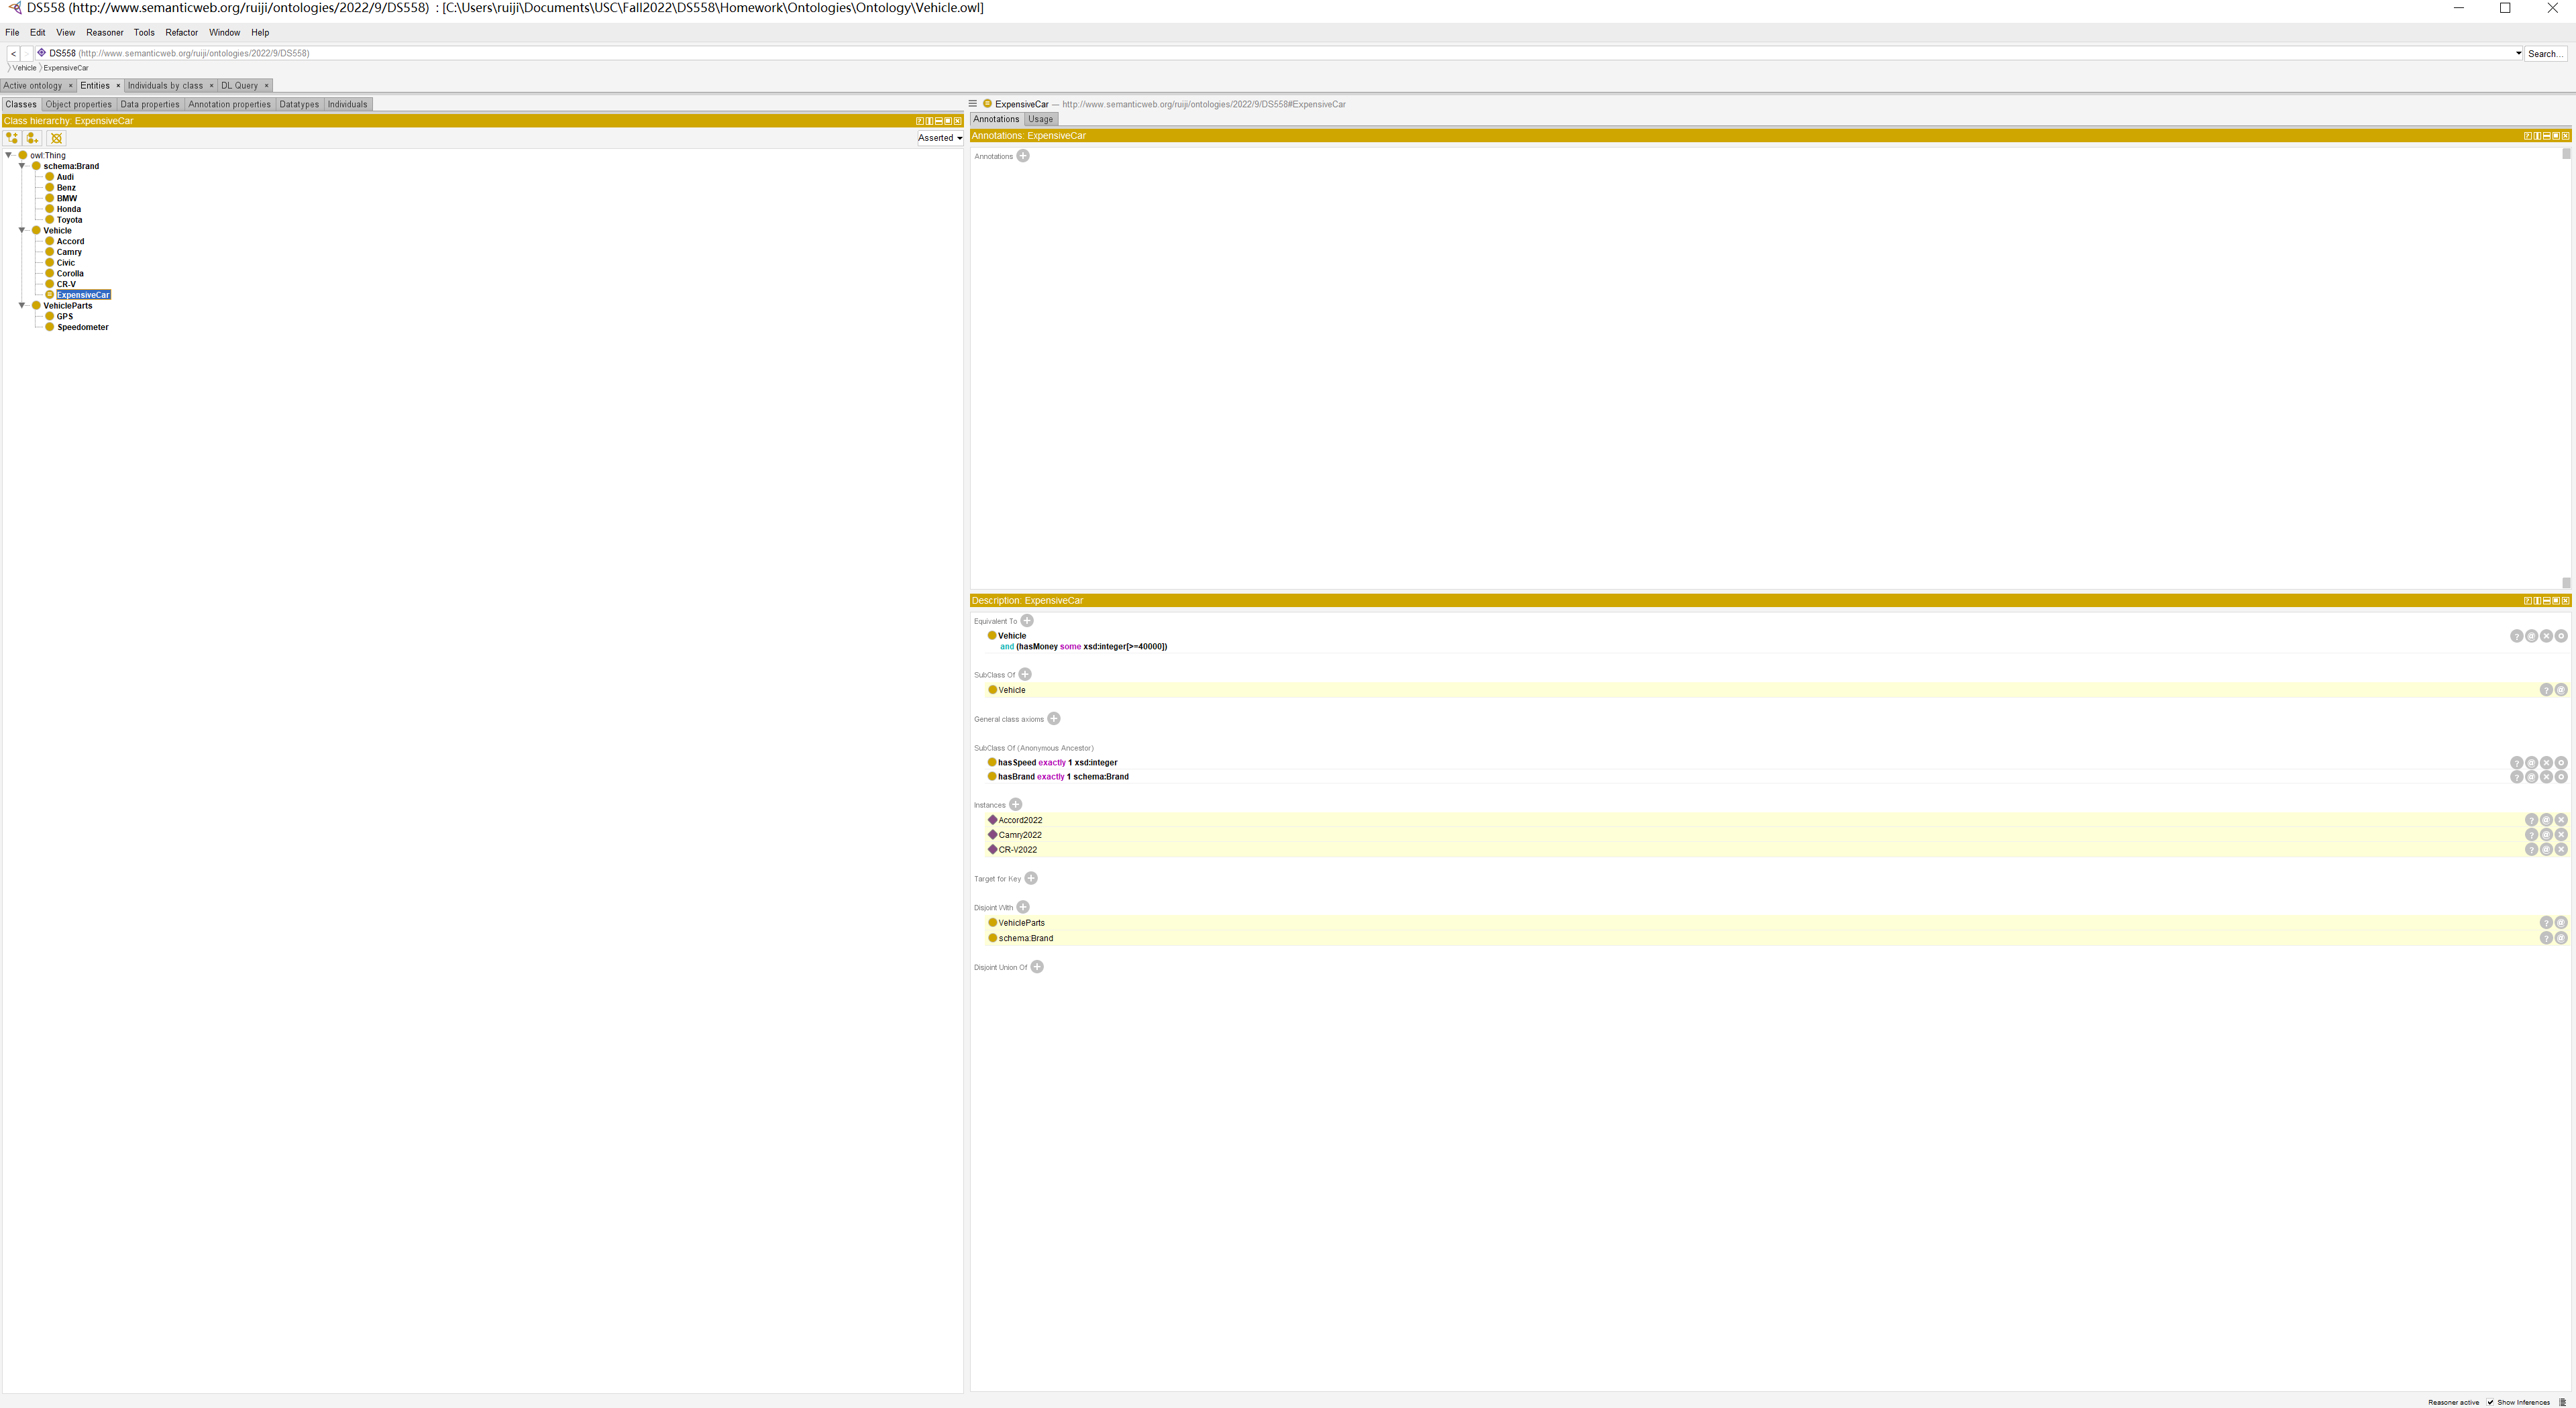 DS558 (http://www.semanticweb.org/ruiji/ontologies/2022/9/DS558) : [C:\Users\ruiji\Documents\USC\Fall2022\DS558\Homework\Ontologies\Ontology\Vehicle.owl]
File Edit View Reasoner Tools Refactor Window Help
< > DS558 (http://www.semanticweb.org/ruiji/ontologies/2022/9/DS558) Search...
Vehicle ExpensiveCar
Active ontology × Entities × Individuals by class × DL Query ×
Classes Object properties Data properties Annotation properties Datatypes Individuals
Class hierarchy: ExpensiveCar
Asserted
owl:Thing
schema:Brand
Audi
Benz
BMW
Honda
Toyota
Vehicle
Accord
Camry
Civic
Corolla
CR-V
ExpensiveCar
VehicleParts
GPS
Speedometer
ExpensiveCar — http://www.semanticweb.org/ruiji/ontologies/2022/9/DS558#ExpensiveCar
Annotations Usage
Annotations: ExpensiveCar
Annotations
Description: ExpensiveCar
Equivalent To
Vehicle
and (hasMoney some xsd:integer[>=40000])
SubClass Of
Vehicle
General class axioms
SubClass Of (Anonymous Ancestor)
hasSpeed exactly 1 xsd:integer
hasBrand exactly 1 schema:Brand
Instances
Accord2022
Camry2022
CR-V2022
Target for Key
Disjoint With
VehicleParts
schema:Brand
Disjoint Union Of
Reasoner active Show Inferences